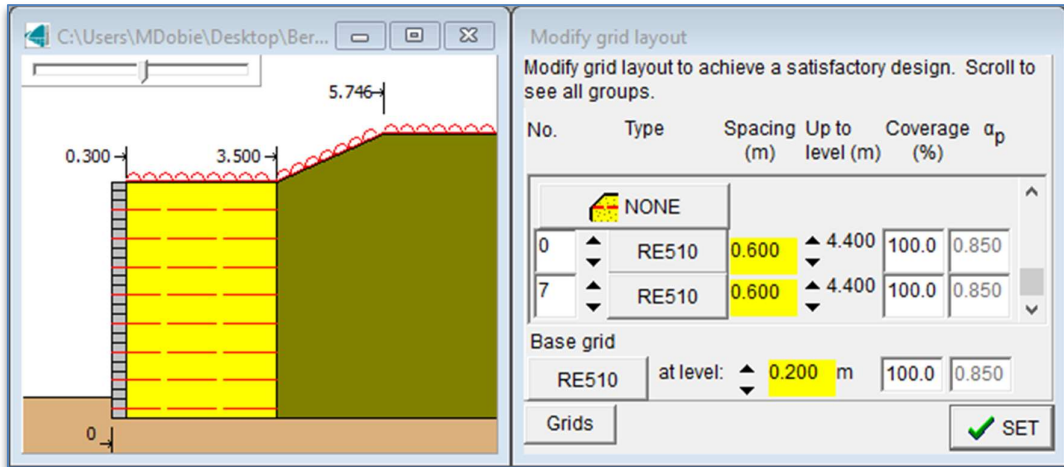 C:\Users\MDobie\Desktop\Ber...
5.746
0.300
3.500
0
Modify grid layout
Modify grid layout to achieve a satisfactory design. Scroll to
see all groups.
No. Type Spacing (m) Up to level (m) Coverage (%) αp
NONE
0 RE510 0.600 4.400 100.0 0.850
7 RE510 0.600 4.400 100.0 0.850
Base grid
RE510 at level: 0.200 m 100.0 0.850
Grids SET